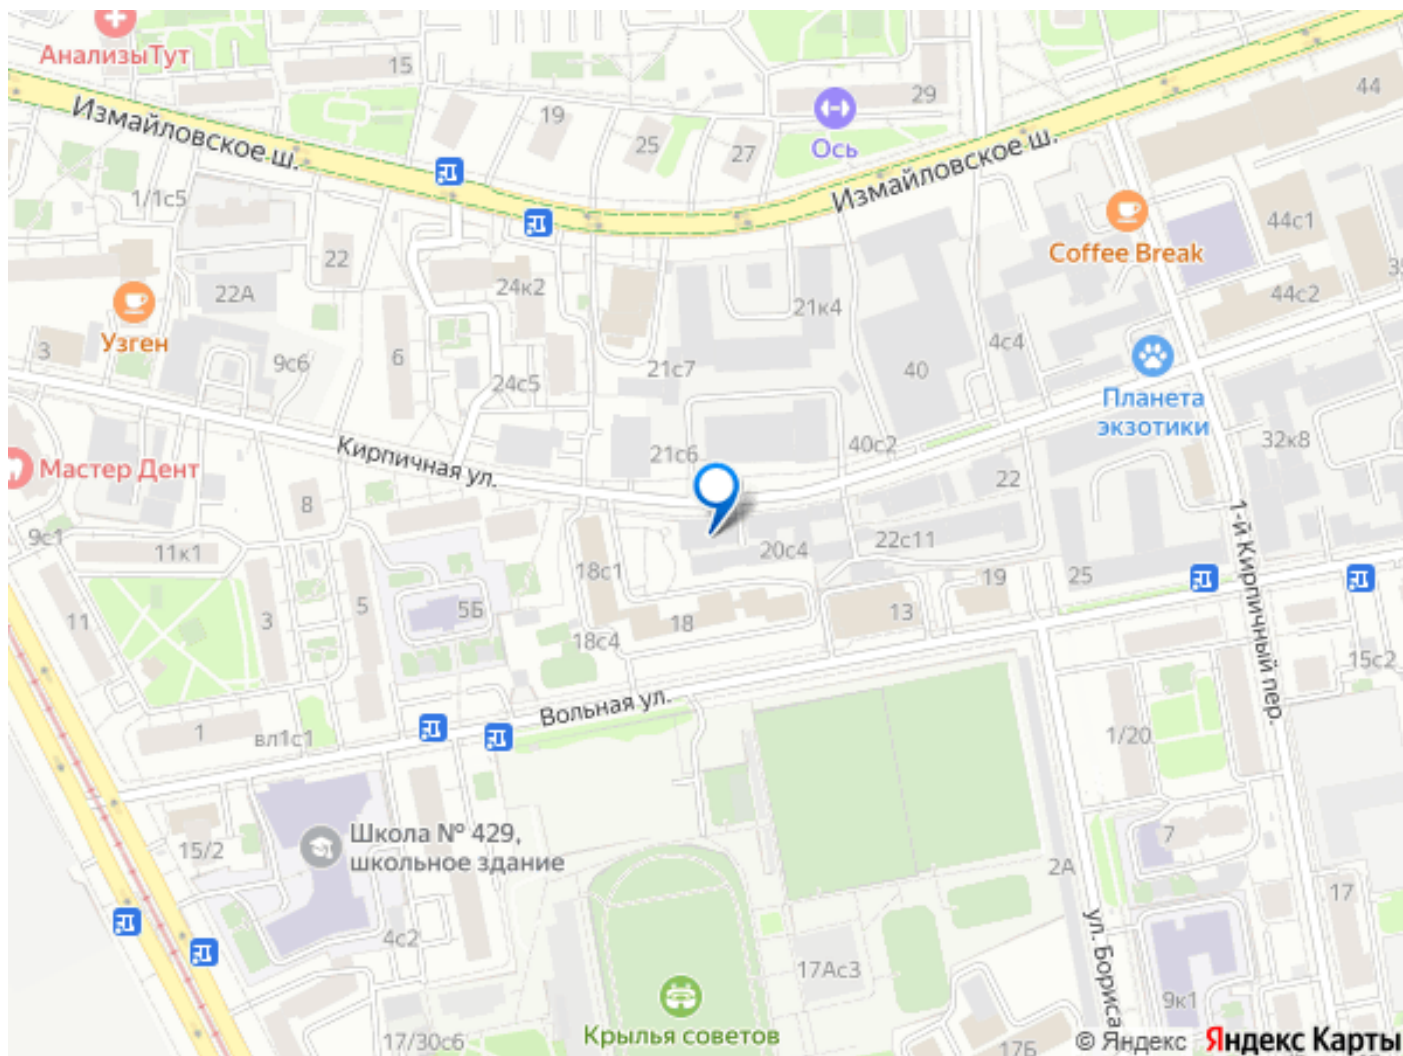 АнализыТут
15
44
29
19
Ось
25
27
Измайловское ш.
Измайловское ш.
1/1с5
44с1
Coffee Break
22
24к2
22А
21к4
44с2
35
Узген
3
9с6
6
24с5
21с7
4с4
40
Планета
экзотики
40с2
32к8
Кирпичная ул.
21с6
Мастер Дент
22
8
9с1
11к1
20с4
22с11
1-й Кирпичный пер.
18с1
19
25
11
3
5
5Б
18
13
18с4
15с2
Вольная ул.
1
вл1с1
1/20
Школа № 429,
школьное здание
15/2
7
2А
17
4с2
17Ас3
ул. Бориса
9к1
Крылья советов
17/30с6
17Б
© Яндекс
Яндекс Карты